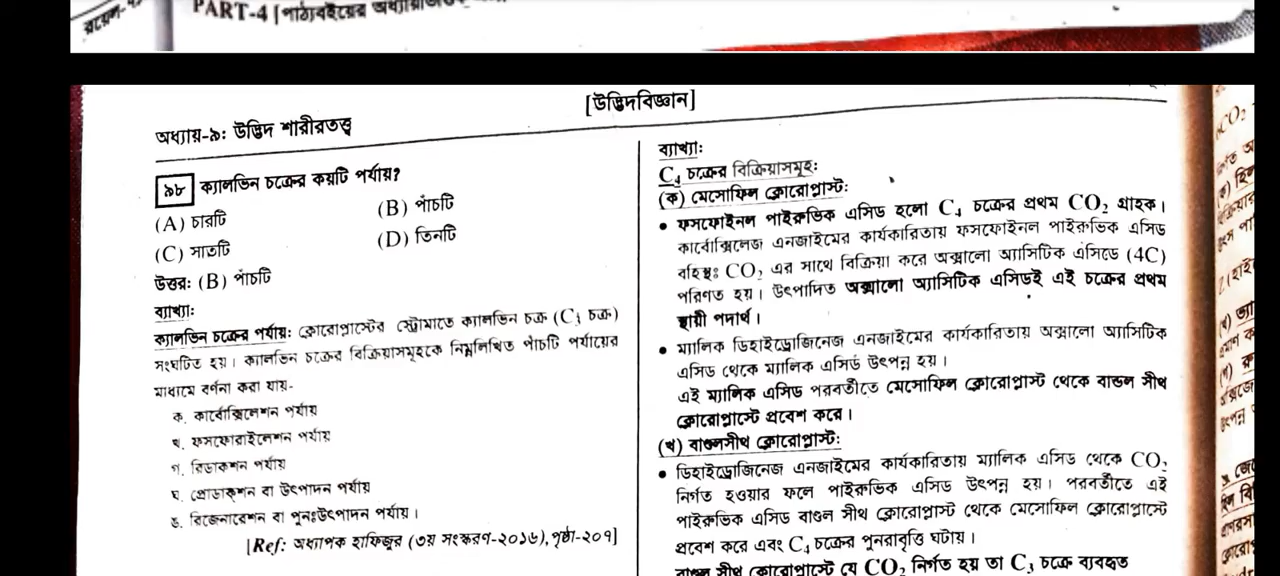 PART-4 [পাঠ্যবইয়ের
[উদ্ভিদবিজ্ঞান]
অধ্যায়-৯: উদ্ভিদ শারীরতত্ত্ব
৯৮ ক্যালভিন চক্রের কয়টি পর্যায়?
(A) চারটি (B) পাঁচটি
(C) সাতটি (D) তিনটি
উত্তর: (B) পাঁচটি
ব্যাখ্যা:
ক্যালভিন চক্রের পর্যায়: ক্লোরোপ্লাস্টের স্ট্রোমাতে ক্যালভিন চক্র (C₃ চক্র)
সংঘটিত হয়। ক্যালভিন চক্রের বিক্রিয়াসমূহকে নিম্নলিখিত পাঁচটি পর্যায়ের
মাধ্যমে বর্ণনা করা যায়-
ক. কার্বোক্সিলেশন পর্যায়
খ. ফসফোরাইলেশন পর্যায়
গ. রিডাকশন পর্যায়
ঘ. প্রোডাক্শন বা উৎপাদন পর্যায়
ঙ. রিজেনারেশন বা পুনঃউৎপাদন পর্যায়।
[Ref: অধ্যাপক হাফিজুর (৩য় সংস্করণ-২০১৬), পৃষ্ঠা-২০৭]
ব্যাখ্যা:
C₄ চক্রের বিক্রিয়াসমূহ:
(ক) মেসোফিল ক্লোরোপ্লাস্ট:
• ফসফোইনল পাইরুভিক এসিড হলো C₄ চক্রের প্রথম CO₂ গ্রাহক।
কার্বোক্সিলেজ এনজাইমের কার্যকারিতায় ফসফোইনল পাইরুভিক এসিড
বহিস্থঃ CO₂ এর সাথে বিক্রিয়া করে অক্সালো অ্যাসিটিক এসিডে (4C)
পরিণত হয়। উৎপাদিত অক্সালো অ্যাসিটিক এসিডই এই চক্রের প্রথম
স্থায়ী পদার্থ।
• ম্যালিক ডিহাইড্রোজিনেজ এনজাইমের কার্যকারিতায় অক্সালো অ্যাসিটিক
এসিড থেকে ম্যালিক এসিড উৎপন্ন হয়।
এই ম্যালিক এসিড পরবর্তীতে মেসোফিল ক্লোরোপ্লাস্ট থেকে বান্ডল সীথ
ক্লোরোপ্লাস্টে প্রবেশ করে।
(খ) বাণ্ডলসীথ ক্লোরোপ্লাস্ট:
• ডিহাইড্রোজিনেজ এনজাইমের কার্যকারিতায় ম্যালিক এসিড থেকে CO₂
নির্গত হওয়ার ফলে পাইরুভিক এসিড উৎপন্ন হয়। পরবর্তীতে এই
পাইরুভিক এসিড বাণ্ডল সীথ ক্লোরোপ্লাস্ট থেকে মেসোফিল ক্লোরোপ্লাস্টে
প্রবেশ করে এবং C₄ চক্রের পুনরাবৃত্তি ঘটায়।
বাণ্ডল সীথ ক্লোরোপ্লাস্টে যে CO₂ নির্গত হয় তা C₃ চক্রে ব্যবহৃত